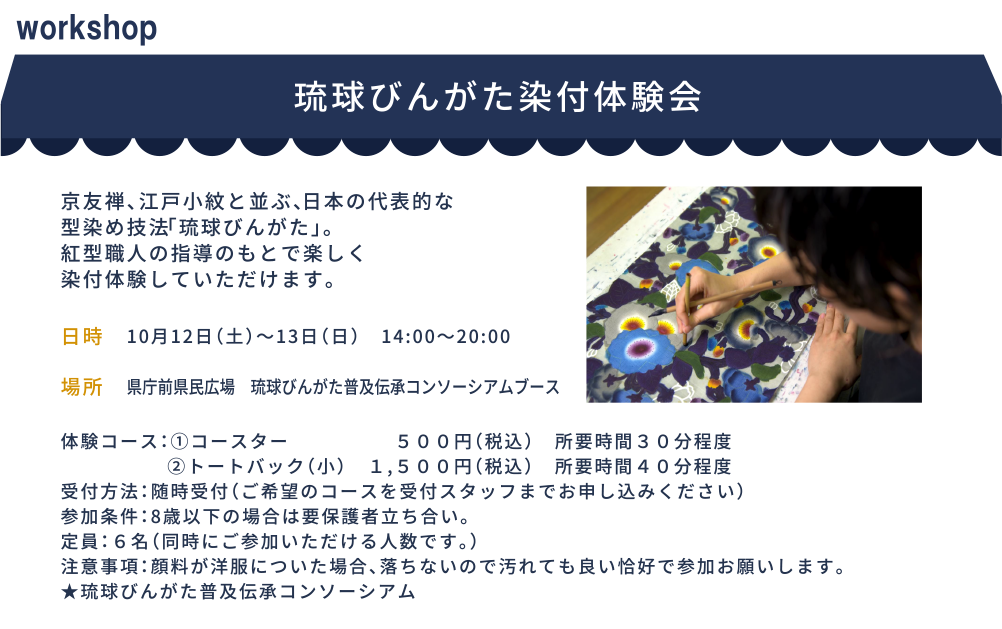 workshop
琉球びんがた染付体験会
京友禅、江戸小紋と並ぶ、日本の代表的な
型染め技法「琉球びんがた」。
紅型職人の指導のもとで楽しく
染付体験していただけます。
日時　10月12日（土）～13日（日）　14:00～20:00
場所　県庁前県民広場　琉球びんがた普及伝承コンソーシアムブース
体験コース：①コースター　　　　　５００円（税込）　所要時間３０分程度
②トートバック（小）　１,５００円（税込）　所要時間４０分程度
受付方法：随時受付（ご希望のコースを受付スタッフまでお申し込みください）
参加条件：8歳以下の場合は要保護者立ち合い。
定員：６名（同時にご参加いただける人数です。）
注意事項：顔料が洋服についた場合、落ちないので汚れても良い恰好で参加お願いします。
★琉球びんがた普及伝承コンソーシアム